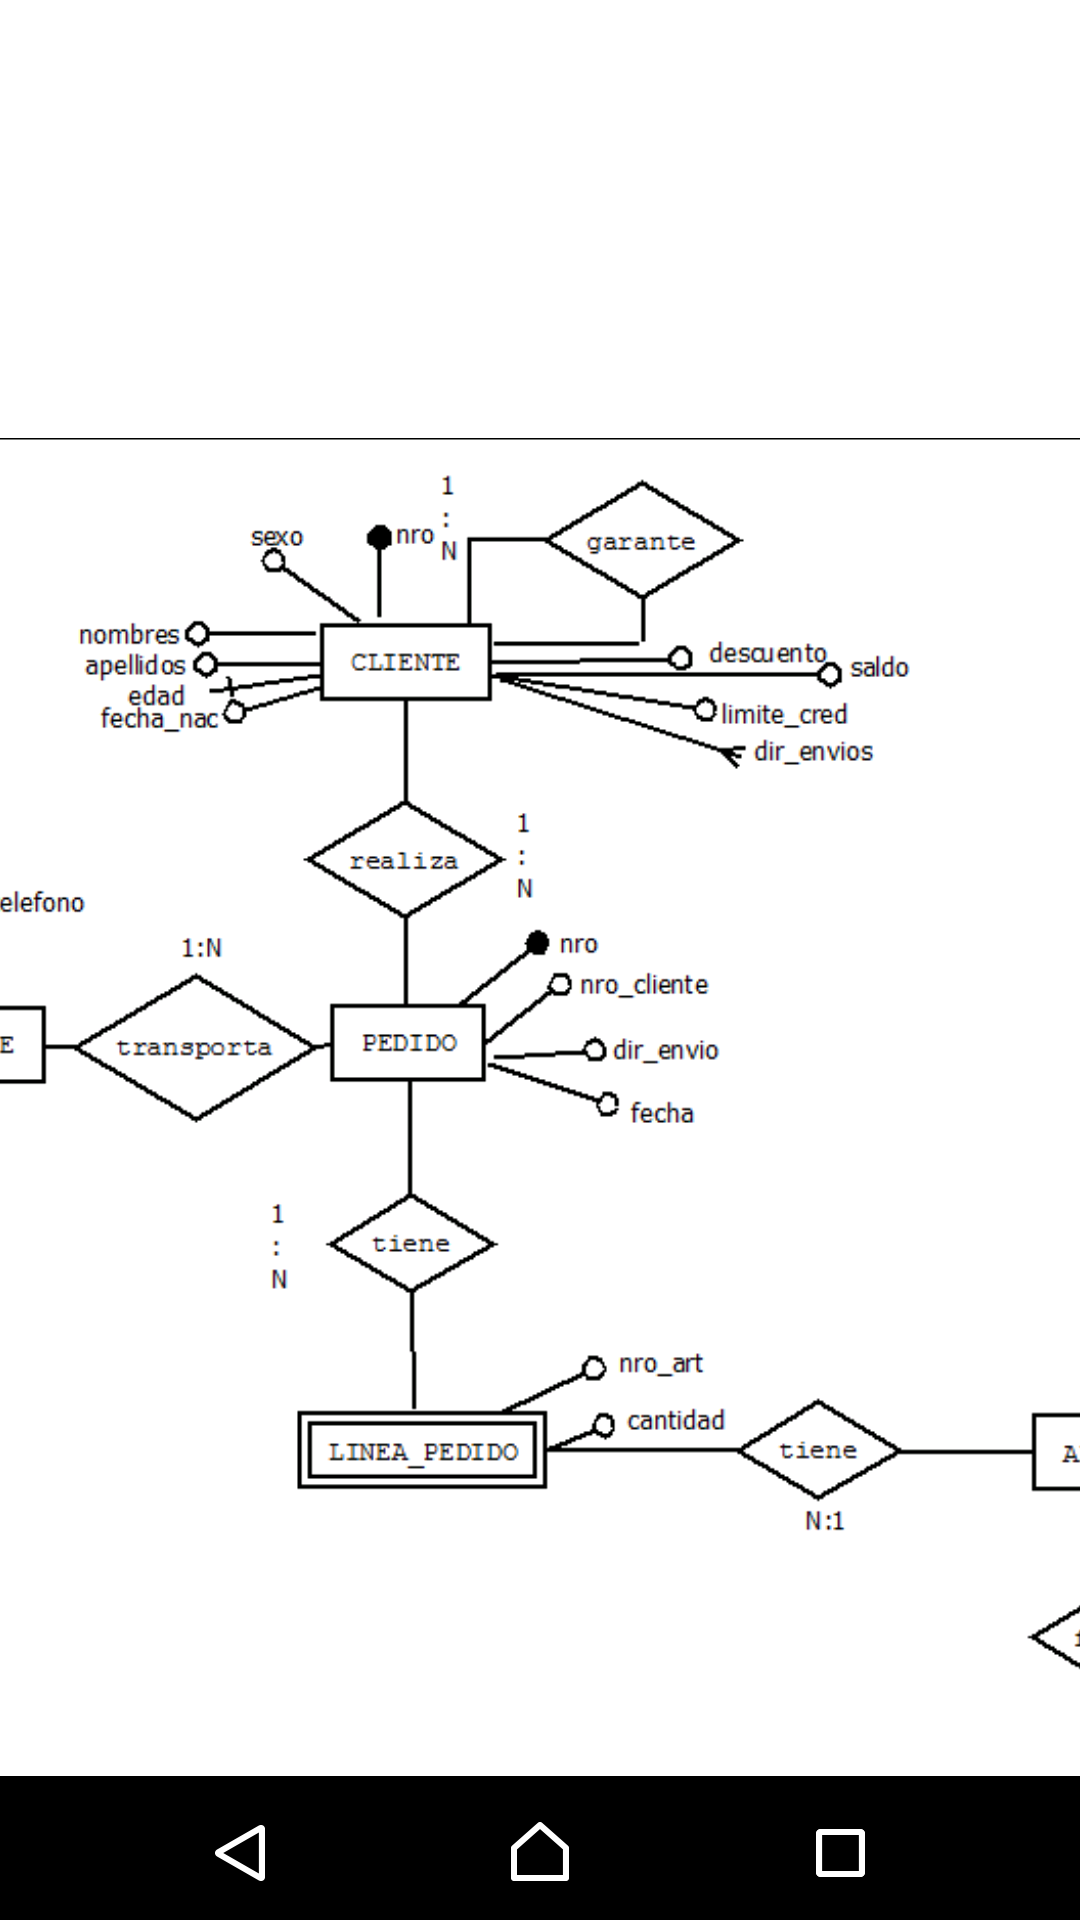 1
:
N
sexo
nro
garante
nombres
CLIENTE
descuento
apellidos
saldo
edad
fecha_nac
limite_cred
dir_envios
1
:
N
realiza
elefono
1:N
nro
nro_cliente
E
transporta
PEDIDO
dir_envio
fecha
1
:
N
tiene
nro_art
cantidad
LINEA_PEDIDO
tiene
A
N:1